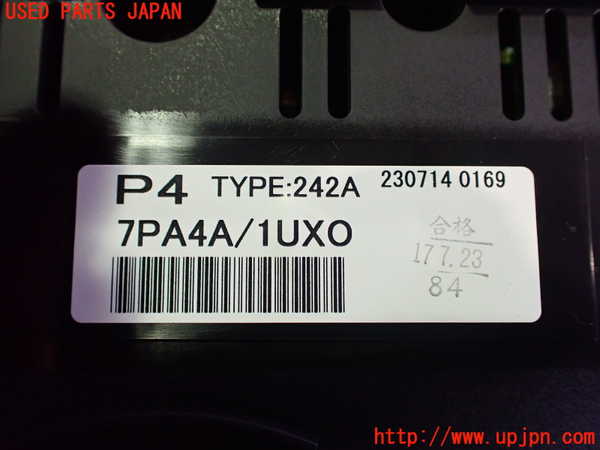 USED PARTS JAPAN
P4 TYPE:242A 230714 0169
7PA4A/1UX0
合格
17 7.23
84
http://www.upjpn.com